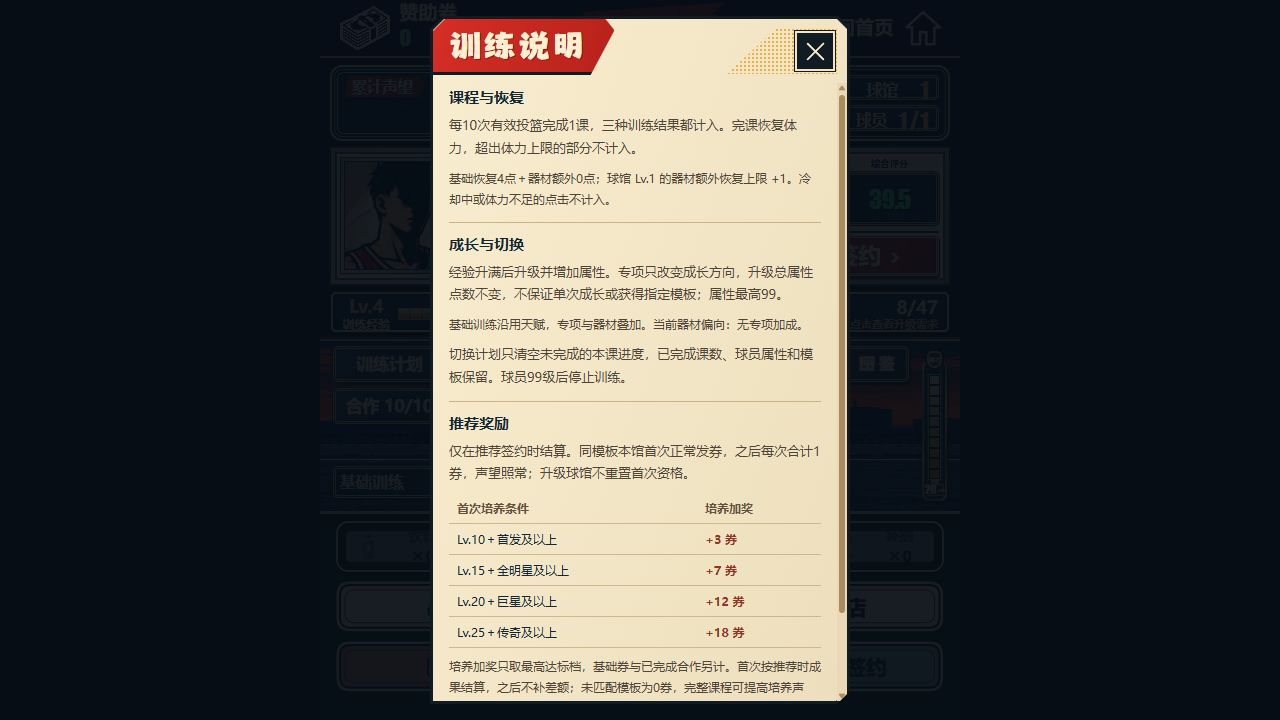 赞助券
0
回首页
累计声望
球馆 1
球员 1/1
综合评分
39.5
签约 ›
Lv.4
训练经验
8/47
点击查看升级需求
训练计划
图鉴
合作 10/10
基础训练
训练说明
课程与恢复
每10次有效投篮完成1课，三种训练结果都计入。完课恢复体
力，超出体力上限的部分不计入。
基础恢复4点 + 器材额外0点；球馆 Lv.1 的器材额外恢复上限 +1。冷
却中或体力不足的点击不计入。
成长与切换
经验升满后升级并增加属性。专项只改变成长方向，升级总属性
点数不变，不保证单次成长或获得指定模板；属性最高99。
基础训练沿用天赋，专项与器材叠加。当前器材偏向：无专项加成。
切换计划只清空未完成的本课进度，已完成课数、球员属性和模
板保留。球员99级后停止训练。
推荐奖励
仅在推荐签约时结算。同模板本馆首次正常发券，之后每次合计1
券，声望照常；升级球馆不重置首次资格。
首次培养条件 培养加奖
Lv.10 + 首发及以上 +3 券
Lv.15 + 全明星及以上 +7 券
Lv.20 + 巨星及以上 +12 券
Lv.25 + 传奇及以上 +18 券
培养加奖只取最高达标档，基础券与已完成合作另计。首次按推荐时成
果结算，之后不补差额；未匹配模板为0券，完整课程可提高培养声
×0
店
签约